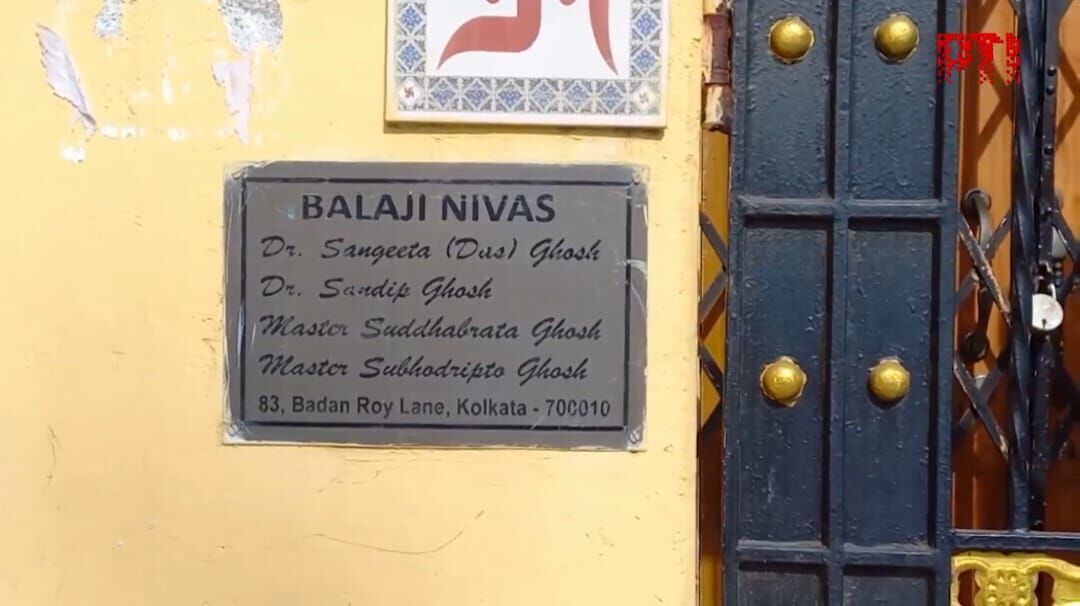 PTI
BALAJI NIVAS
Dr. Sangeeta (Das) Ghosh
Dr. Sandip Ghosh
Master Suddhabrata Ghosh
Master Subhodripto Ghosh
83, Badan Roy Lane, Kolkata - 700010